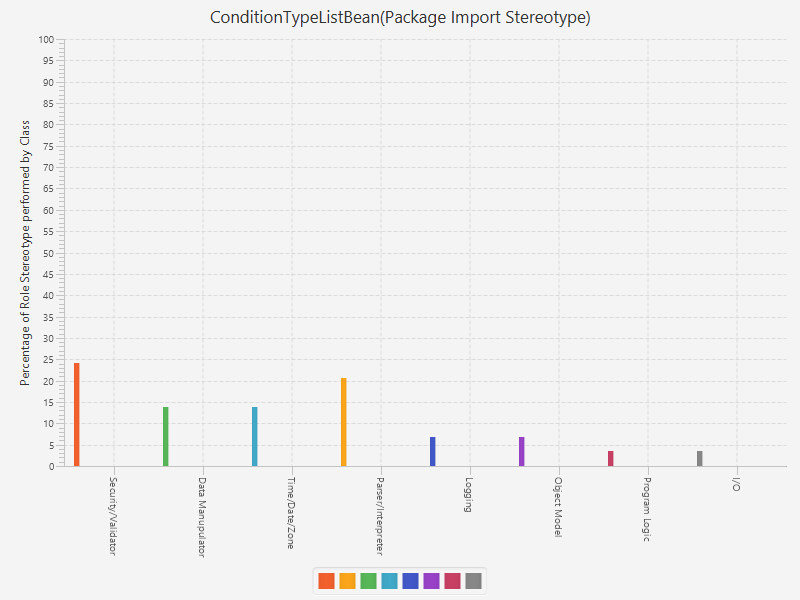 ConditionTypeListBean(Package Import Stereotype)
Percentage of Role Stereotype performed by Class
100
95
90
85
80
75
70
65
60
55
50
45
40
35
30
25
20
15
10
5
0
Security/Validator
Data Manupulator
Time/Date/Zone
Parser/Interpreter
Logging
Object Model
Program Logic
I/O